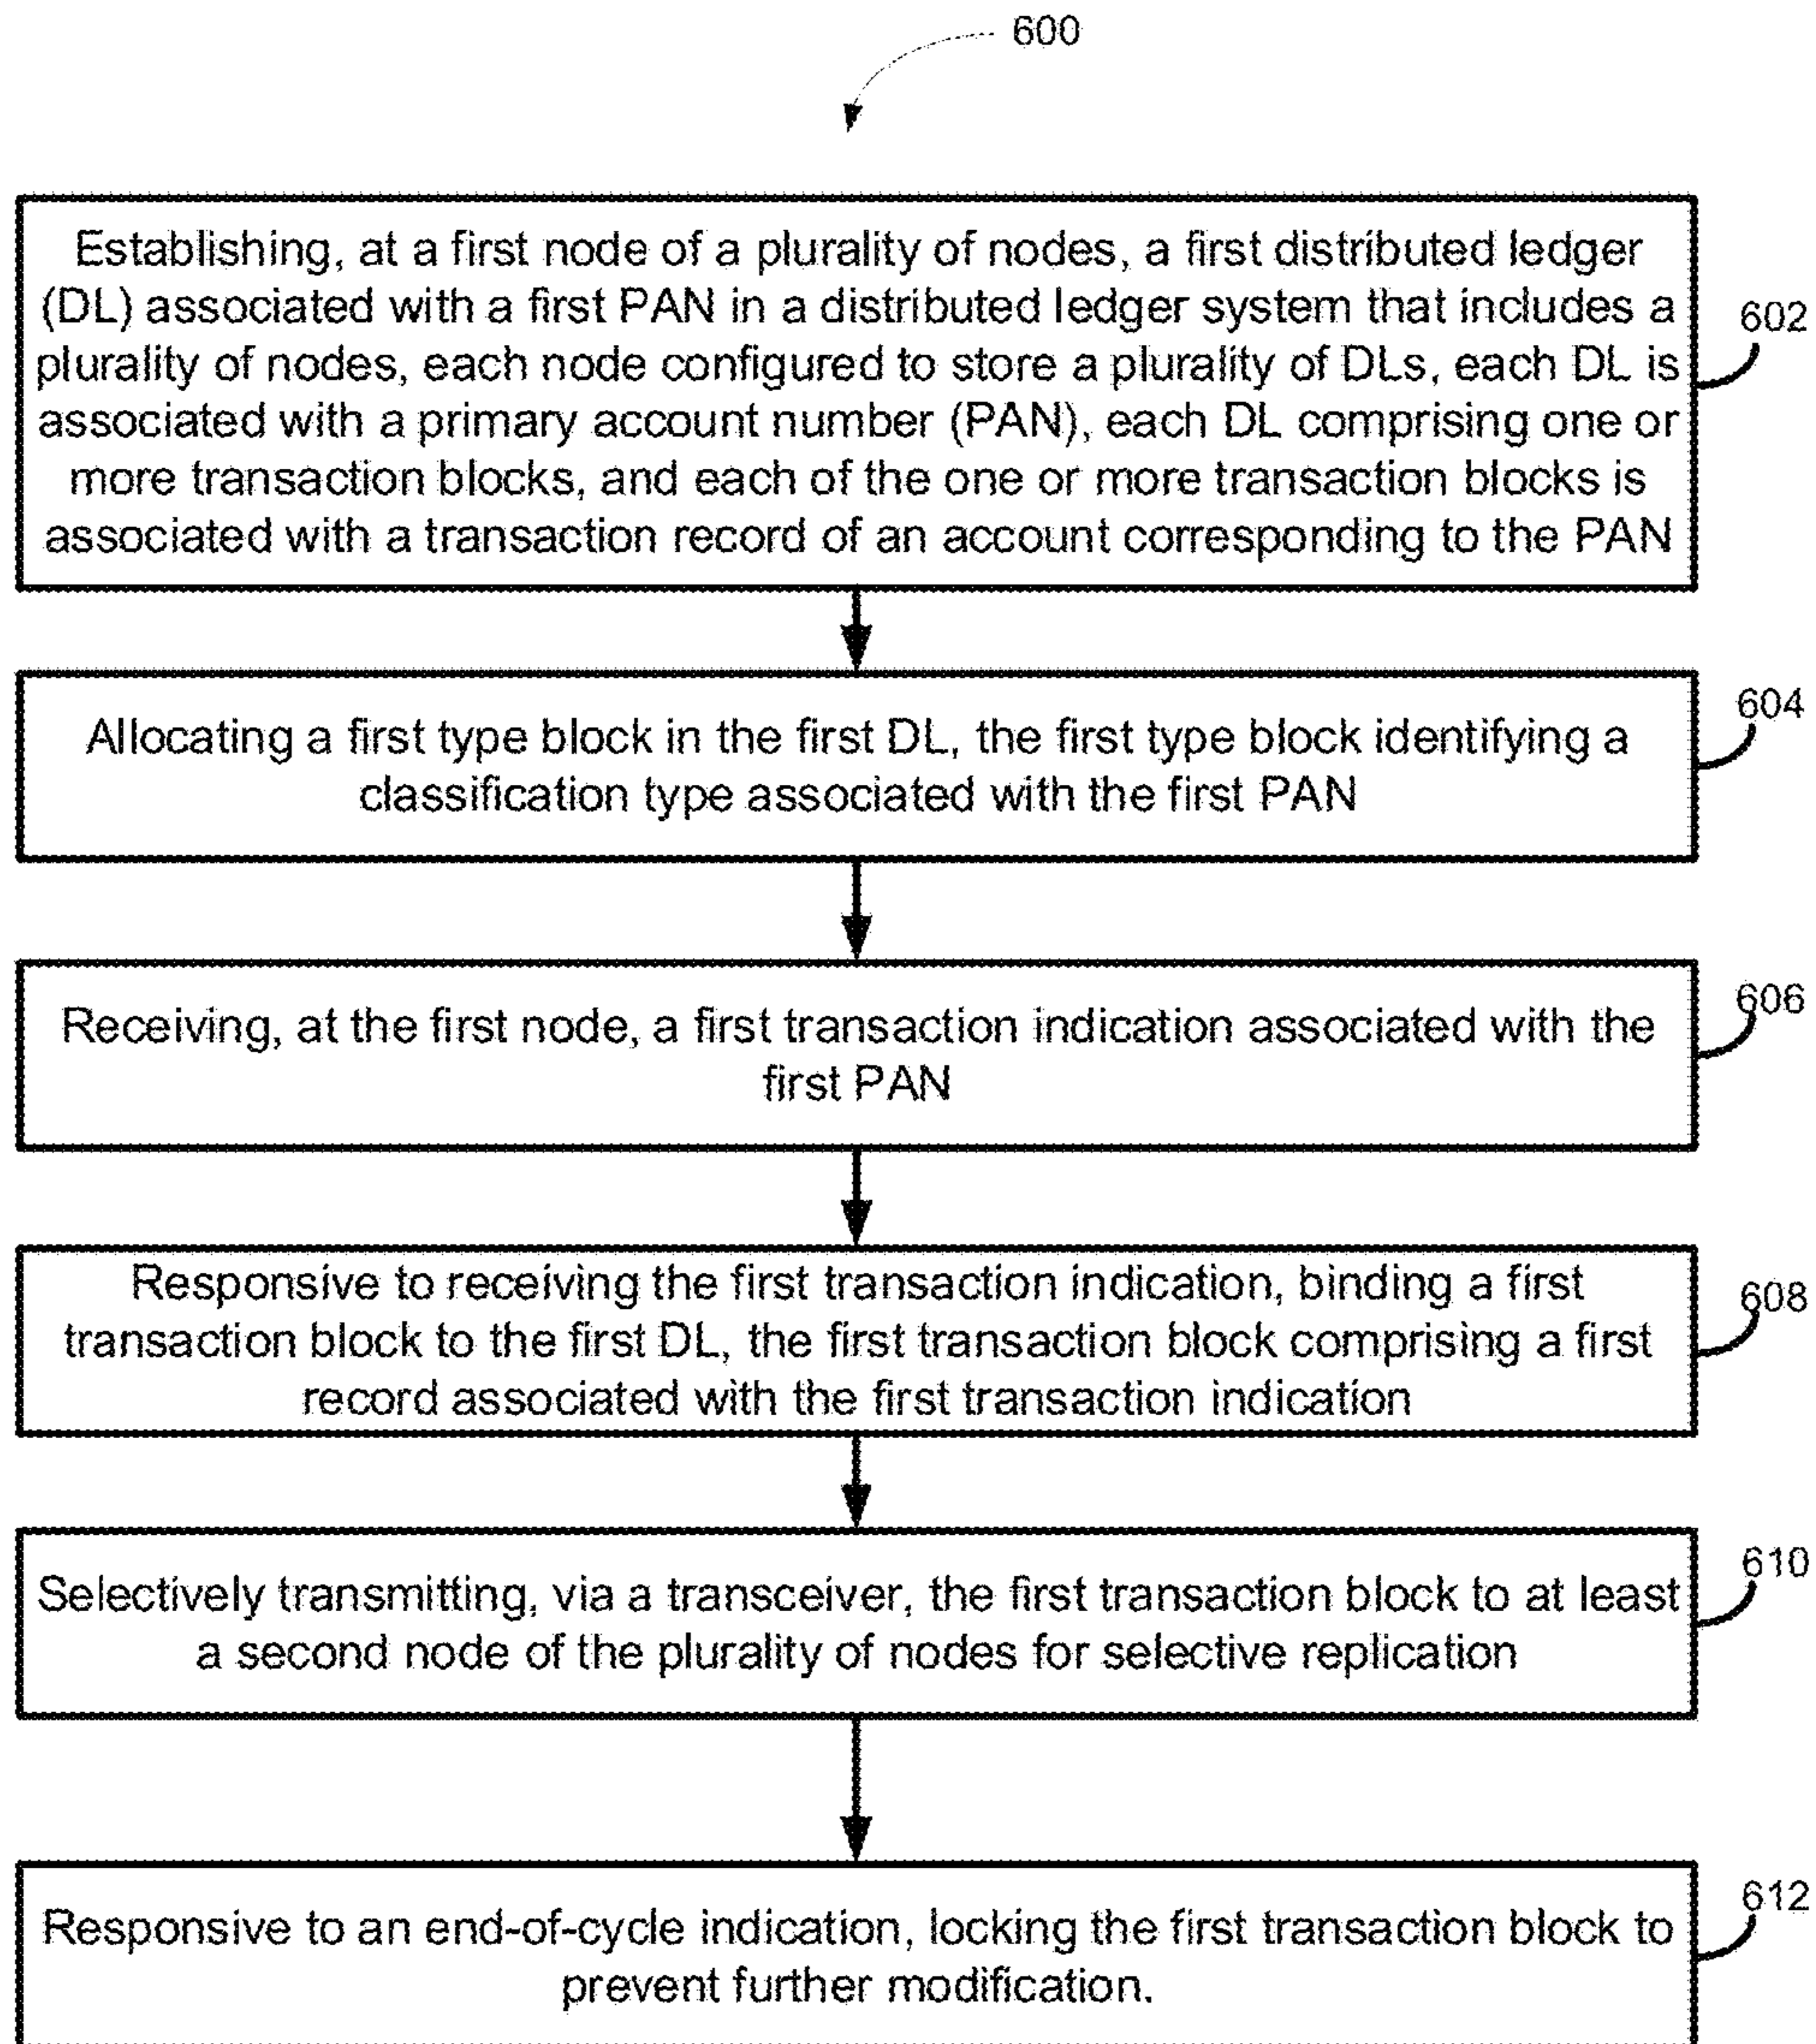 600
Establishing, at a first node of a plurality of nodes, a first distributed ledger
(DL) associated with a first PAN in a distributed ledger system that includes a
plurality of nodes, each node configured to store a plurality of DLs, each DL is
associated with a primary account number (PAN), each DL comprising one or
more transaction blocks, and each of the one or more transaction blocks is
associated with a transaction record of an account corresponding to the PAN
602
Allocating a first type block in the first DL, the first type block identifying a
classification type associated with the first PAN
604
Receiving, at the first node, a first transaction indication associated with the
first PAN
606
Responsive to receiving the first transaction indication, binding a first
transaction block to the first DL, the first transaction block comprising a first
record associated with the first transaction indication
608
Selectively transmitting, via a transceiver, the first transaction block to at least
a second node of the plurality of nodes for selective replication
610
Responsive to an end-of-cycle indication, locking the first transaction block to
prevent further modification.
612